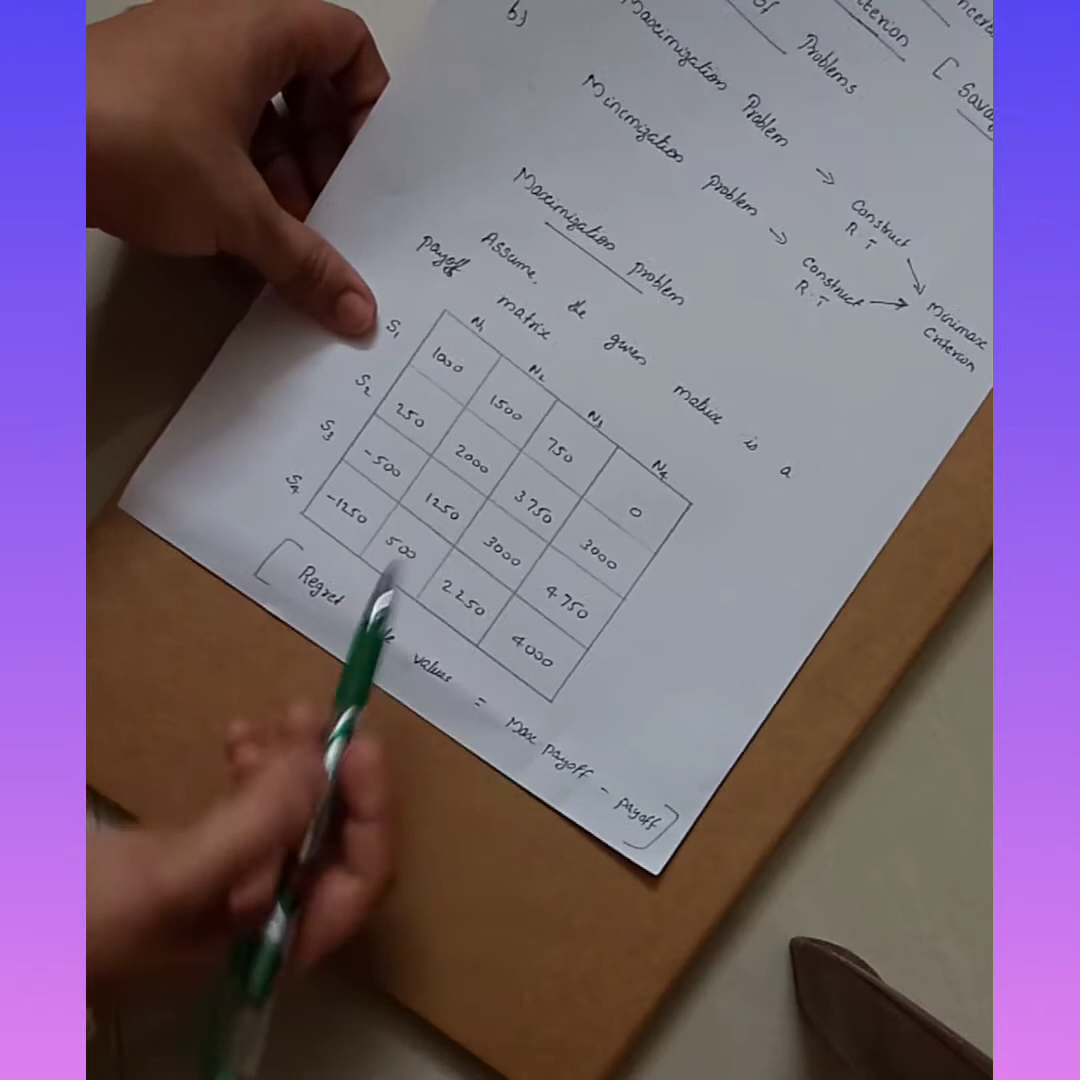 of Problems
b) Maximization Problem → Construct R T
Minimization problem → Construct R.T → Minimax Criterion
Maximization problem
Assume, the given matrix is a
payoff matrix.
N1 N2 N3 N4
S1 1000 1500 750 0
S2 250 2000 3750 3000
S3 -500 1250 3000 4750
S4 -1250 500 2250 4000
[ Regret values = Max payoff - payoff ]